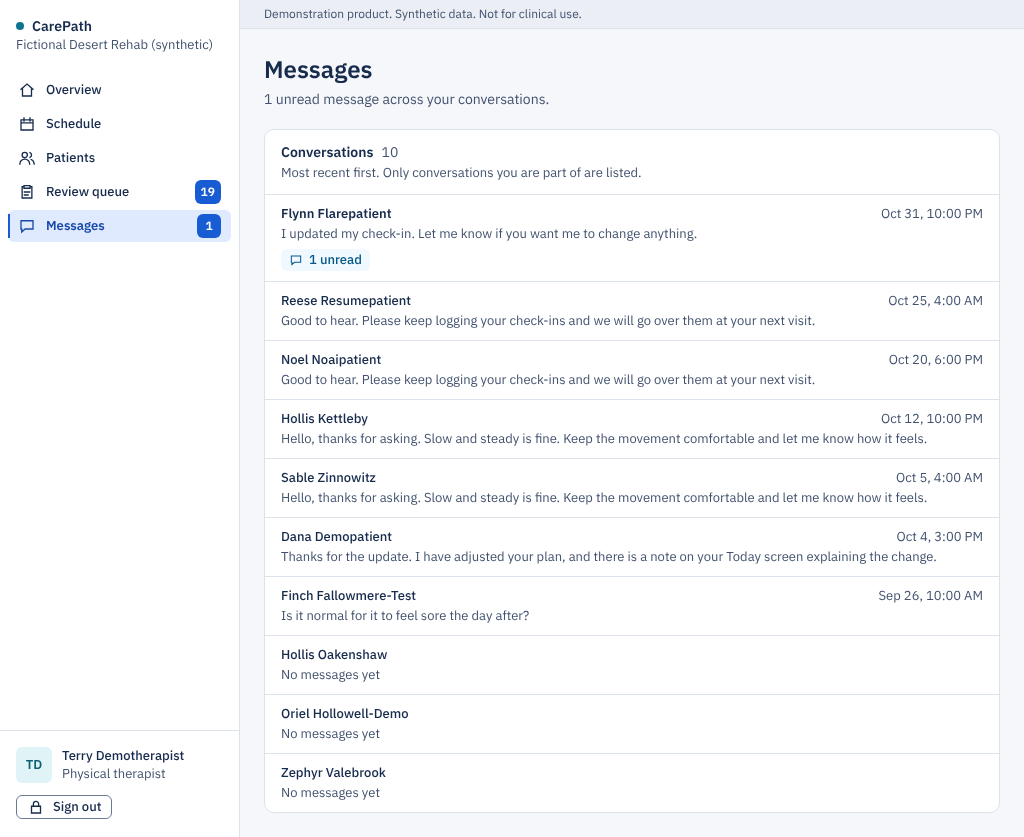 CarePath
Fictional Desert Rehab (synthetic)
Overview
Schedule
Patients
Review queue 19
Messages 1
Terry Demotherapist
TD
Physical therapist
Sign out
Demonstration product. Synthetic data. Not for clinical use.
Messages
1 unread message across your conversations.
Conversations 10
Most recent first. Only conversations you are part of are listed.
Flynn Flarepatient Oct 31, 10:00 PM
I updated my check-in. Let me know if you want me to change anything.
1 unread
Reese Resumepatient Oct 25, 4:00 AM
Good to hear. Please keep logging your check-ins and we will go over them at your next visit.
Noel Noaipatient Oct 20, 6:00 PM
Good to hear. Please keep logging your check-ins and we will go over them at your next visit.
Hollis Kettleby Oct 12, 10:00 PM
Hello, thanks for asking. Slow and steady is fine. Keep the movement comfortable and let me know how it feels.
Sable Zinnowitz Oct 5, 4:00 AM
Hello, thanks for asking. Slow and steady is fine. Keep the movement comfortable and let me know how it feels.
Dana Demopatient Oct 4, 3:00 PM
Thanks for the update. I have adjusted your plan, and there is a note on your Today screen explaining the change.
Finch Fallowmere-Test Sep 26, 10:00 AM
Is it normal for it to feel sore the day after?
Hollis Oakenshaw
No messages yet
Oriel Hollowell-Demo
No messages yet
Zephyr Valebrook
No messages yet